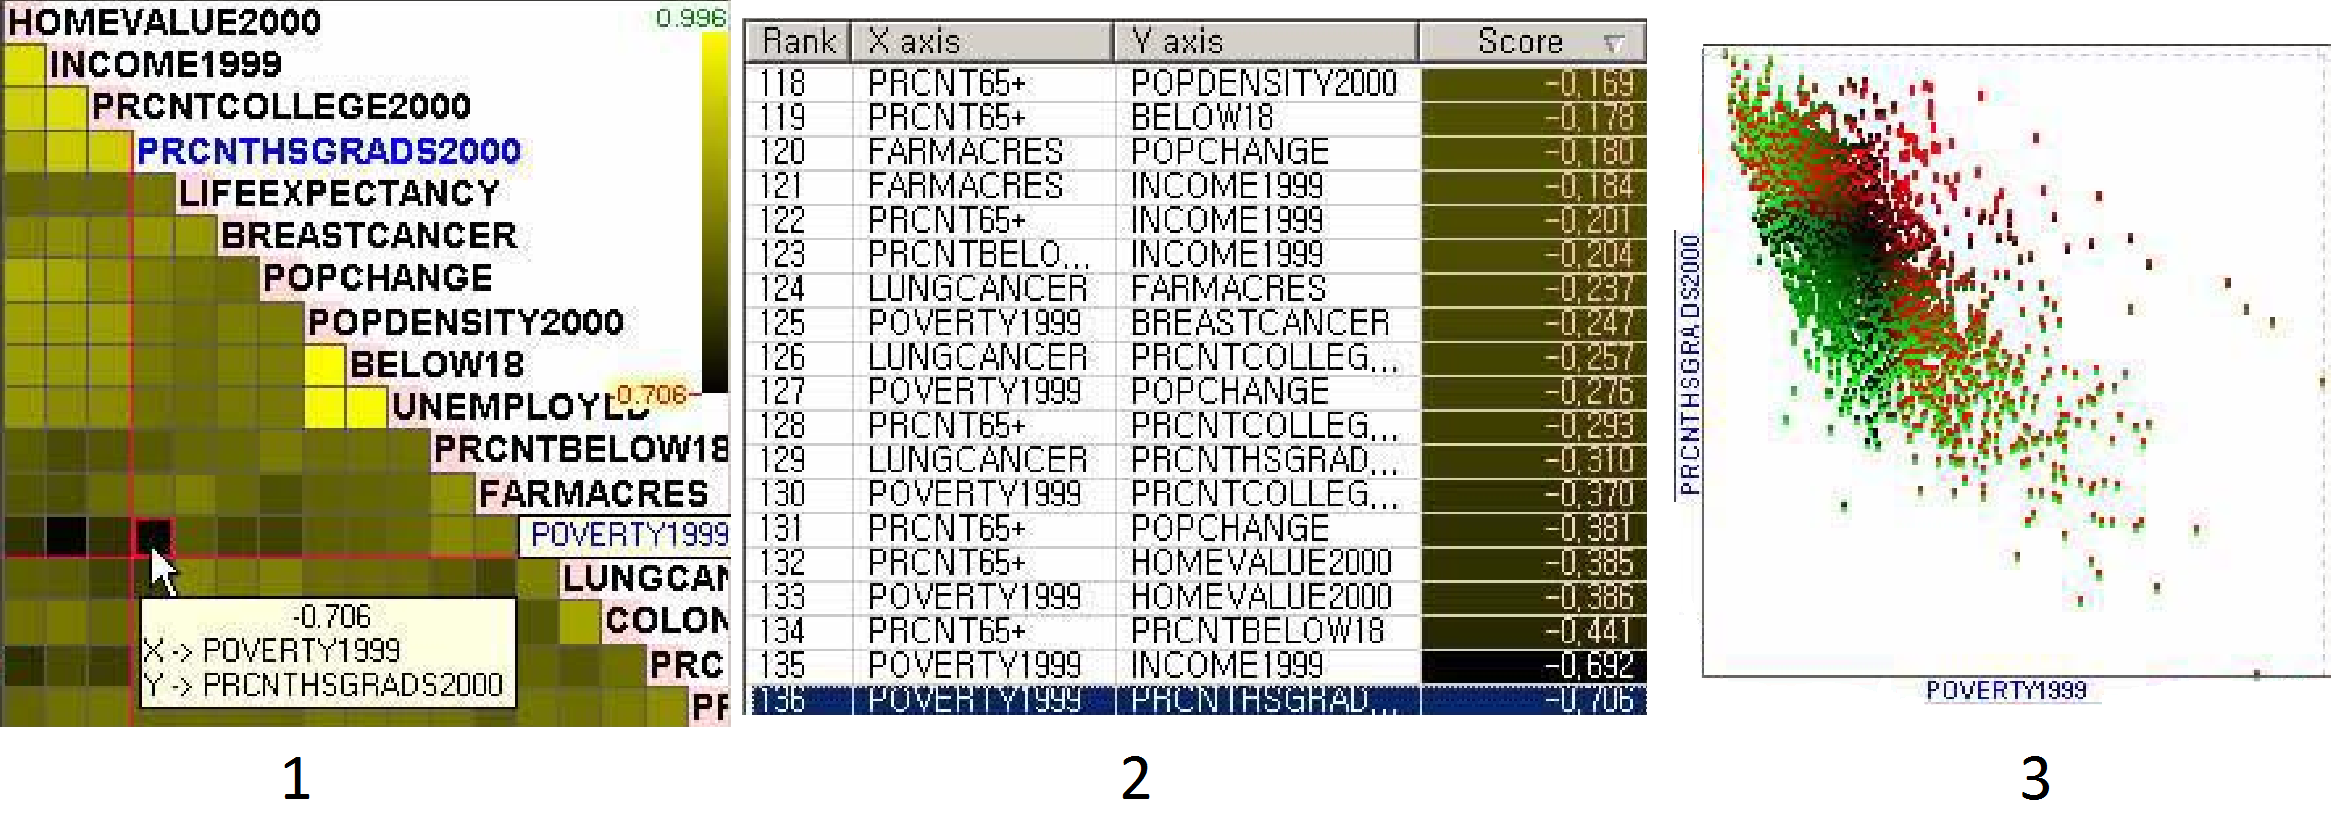 HOMEVALUE2000
0.996
INCOME1999
PRCNTCOLLEGE2000
PRCNTHSGRADS2000
LIFEEXPECTANCY
BREASTCANCER
POPCHANGE
POPDENSITY2000
BELOW18
-0.706
UNEMPLOYED
PRCNTBELOW18
FARMACRES
POVERTY1999
LUNGCAN
COLON
PRC
PR
-0.706
X -> POVERTY1999
Y -> PRCNTHSGRADS2000
1
Rank X axis Y axis Score
118 PRCNT65+ POPDENSITY2000 -0,169
119 PRCNT65+ BELOW18 -0,178
120 FARMACRES POPCHANGE -0,180
121 FARMACRES INCOME1999 -0,184
122 PRCNT65+ INCOME1999 -0,201
123 PRCNTBELO... INCOME1999 -0,204
124 LUNGCANCER FARMACRES -0,237
125 POVERTY1999 BREASTCANCER -0,247
126 LUNGCANCER PRCNTCOLLEG... -0,257
127 POVERTY1999 POPCHANGE -0,276
128 PRCNT65+ PRCNTCOLLEG... -0,293
129 LUNGCANCER PRCNTHSGRAD... -0,310
130 POVERTY1999 PRCNTCOLLEG... -0,370
131 PRCNT65+ POPCHANGE -0,381
132 PRCNT65+ HOMEVALUE2000 -0,385
133 POVERTY1999 HOMEVALUE2000 -0,386
134 PRCNT65+ PRCNTBELOW18 -0,441
135 POVERTY1999 INCOME1999 -0,692
136 POVERTY1999 PRCNTHSGRAD... -0,706
2
PRCNTHSGRADS2000
POVERTY1999
3